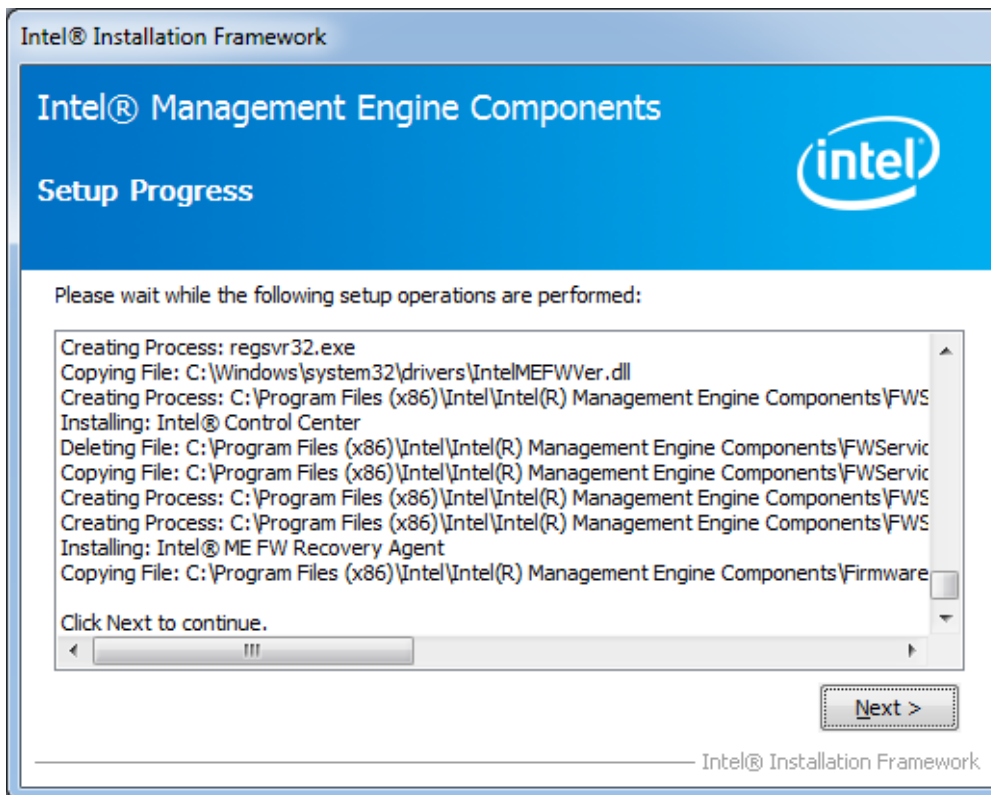 Intel® Installation Framework
Intel® Management Engine Components
intel
Setup Progress
Please wait while the following setup operations are performed:
Creating Process: regsvr32.exe
Copying File: C:\Windows\system32\drivers\IntelMEFWVer.dll
Creating Process: C:\Program Files (x86)\Intel\Intel(R) Management Engine Components\FWS
Installing: Intel® Control Center
Deleting File: C:\Program Files (x86)\Intel\Intel(R) Management Engine Components\FWServic
Copying File: C:\Program Files (x86)\Intel\Intel(R) Management Engine Components\FWServic
Creating Process: C:\Program Files (x86)\Intel\Intel(R) Management Engine Components\FWS
Creating Process: C:\Program Files (x86)\Intel\Intel(R) Management Engine Components\FWS
Installing: Intel® ME FW Recovery Agent
Copying File: C:\Program Files (x86)\Intel\Intel(R) Management Engine Components\Firmware
Click Next to continue.
Next >
Intel® Installation Framework